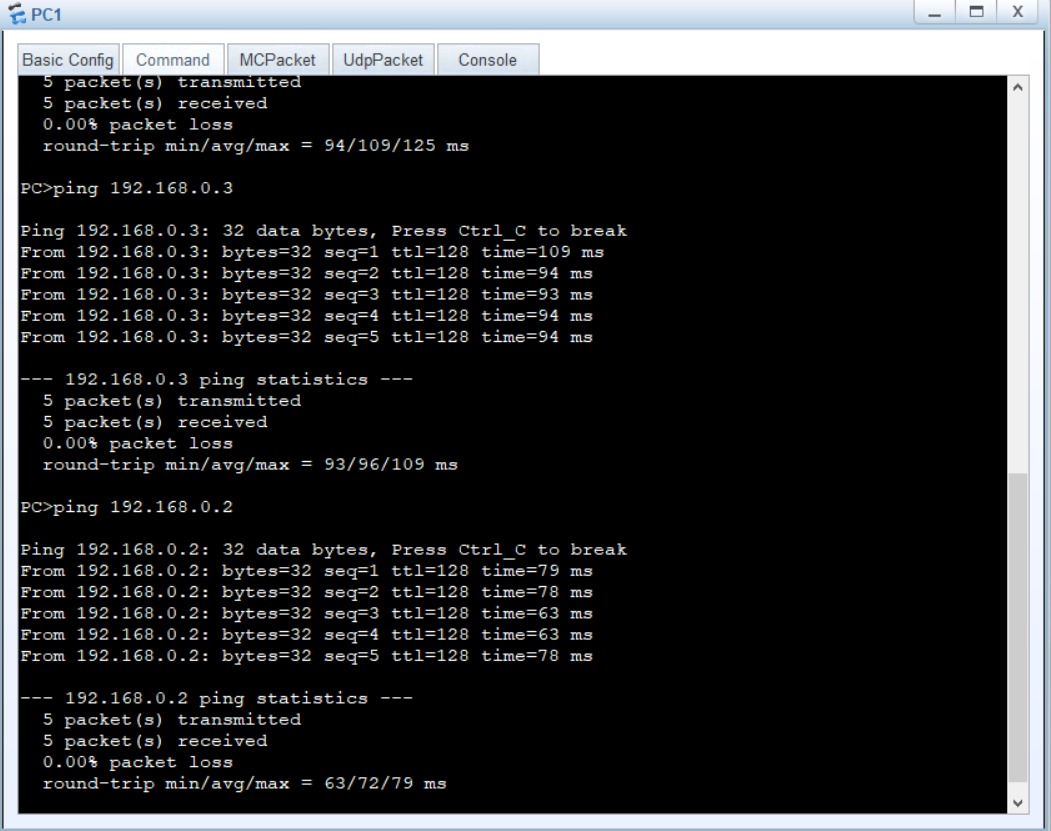 PC1
X
Basic Config Command MCPacket UdpPacket Console
5 packet(s) transmitted
5 packet(s) received
0.00% packet loss
round-trip min/avg/max = 94/109/125 ms
PC>ping 192.168.0.3
Ping 192.168.0.3: 32 data bytes, Press Ctrl_C to break
From 192.168.0.3: bytes=32 seq=1 ttl=128 time=109 ms
From 192.168.0.3: bytes=32 seq=2 ttl=128 time=94 ms
From 192.168.0.3: bytes=32 seq=3 ttl=128 time=93 ms
From 192.168.0.3: bytes=32 seq=4 ttl=128 time=94 ms
From 192.168.0.3: bytes=32 seq=5 ttl=128 time=94 ms
--- 192.168.0.3 ping statistics ---
5 packet(s) transmitted
5 packet(s) received
0.00% packet loss
round-trip min/avg/max = 93/96/109 ms
PC>ping 192.168.0.2
Ping 192.168.0.2: 32 data bytes, Press Ctrl_C to break
From 192.168.0.2: bytes=32 seq=1 ttl=128 time=79 ms
From 192.168.0.2: bytes=32 seq=2 ttl=128 time=78 ms
From 192.168.0.2: bytes=32 seq=3 ttl=128 time=63 ms
From 192.168.0.2: bytes=32 seq=4 ttl=128 time=63 ms
From 192.168.0.2: bytes=32 seq=5 ttl=128 time=78 ms
--- 192.168.0.2 ping statistics ---
5 packet(s) transmitted
5 packet(s) received
0.00% packet loss
round-trip min/avg/max = 63/72/79 ms